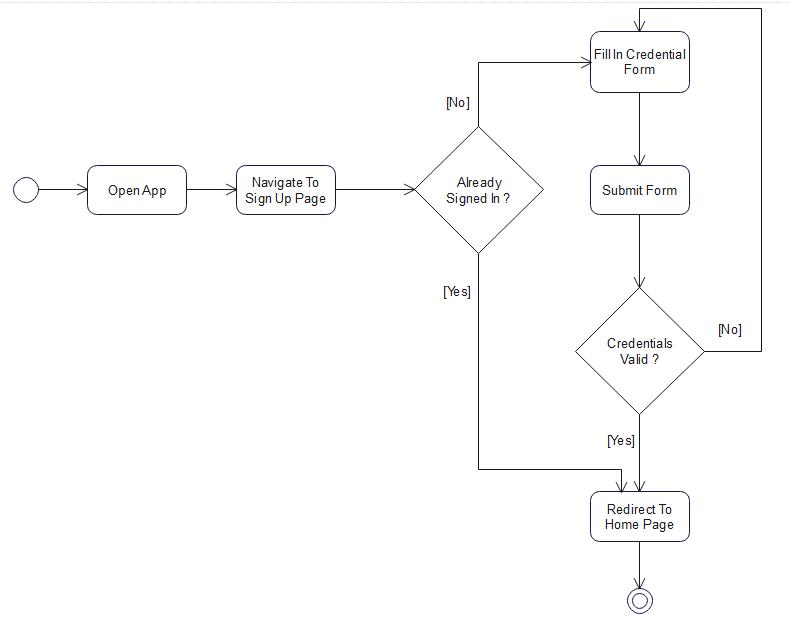 Fill In Credential
Form
[No]
Open App
Navigate To
Sign Up Page
Already
Signed In ?
Submit Form
[Yes]
[No]
Credentials
Valid ?
[Yes]
Redirect To
Home Page